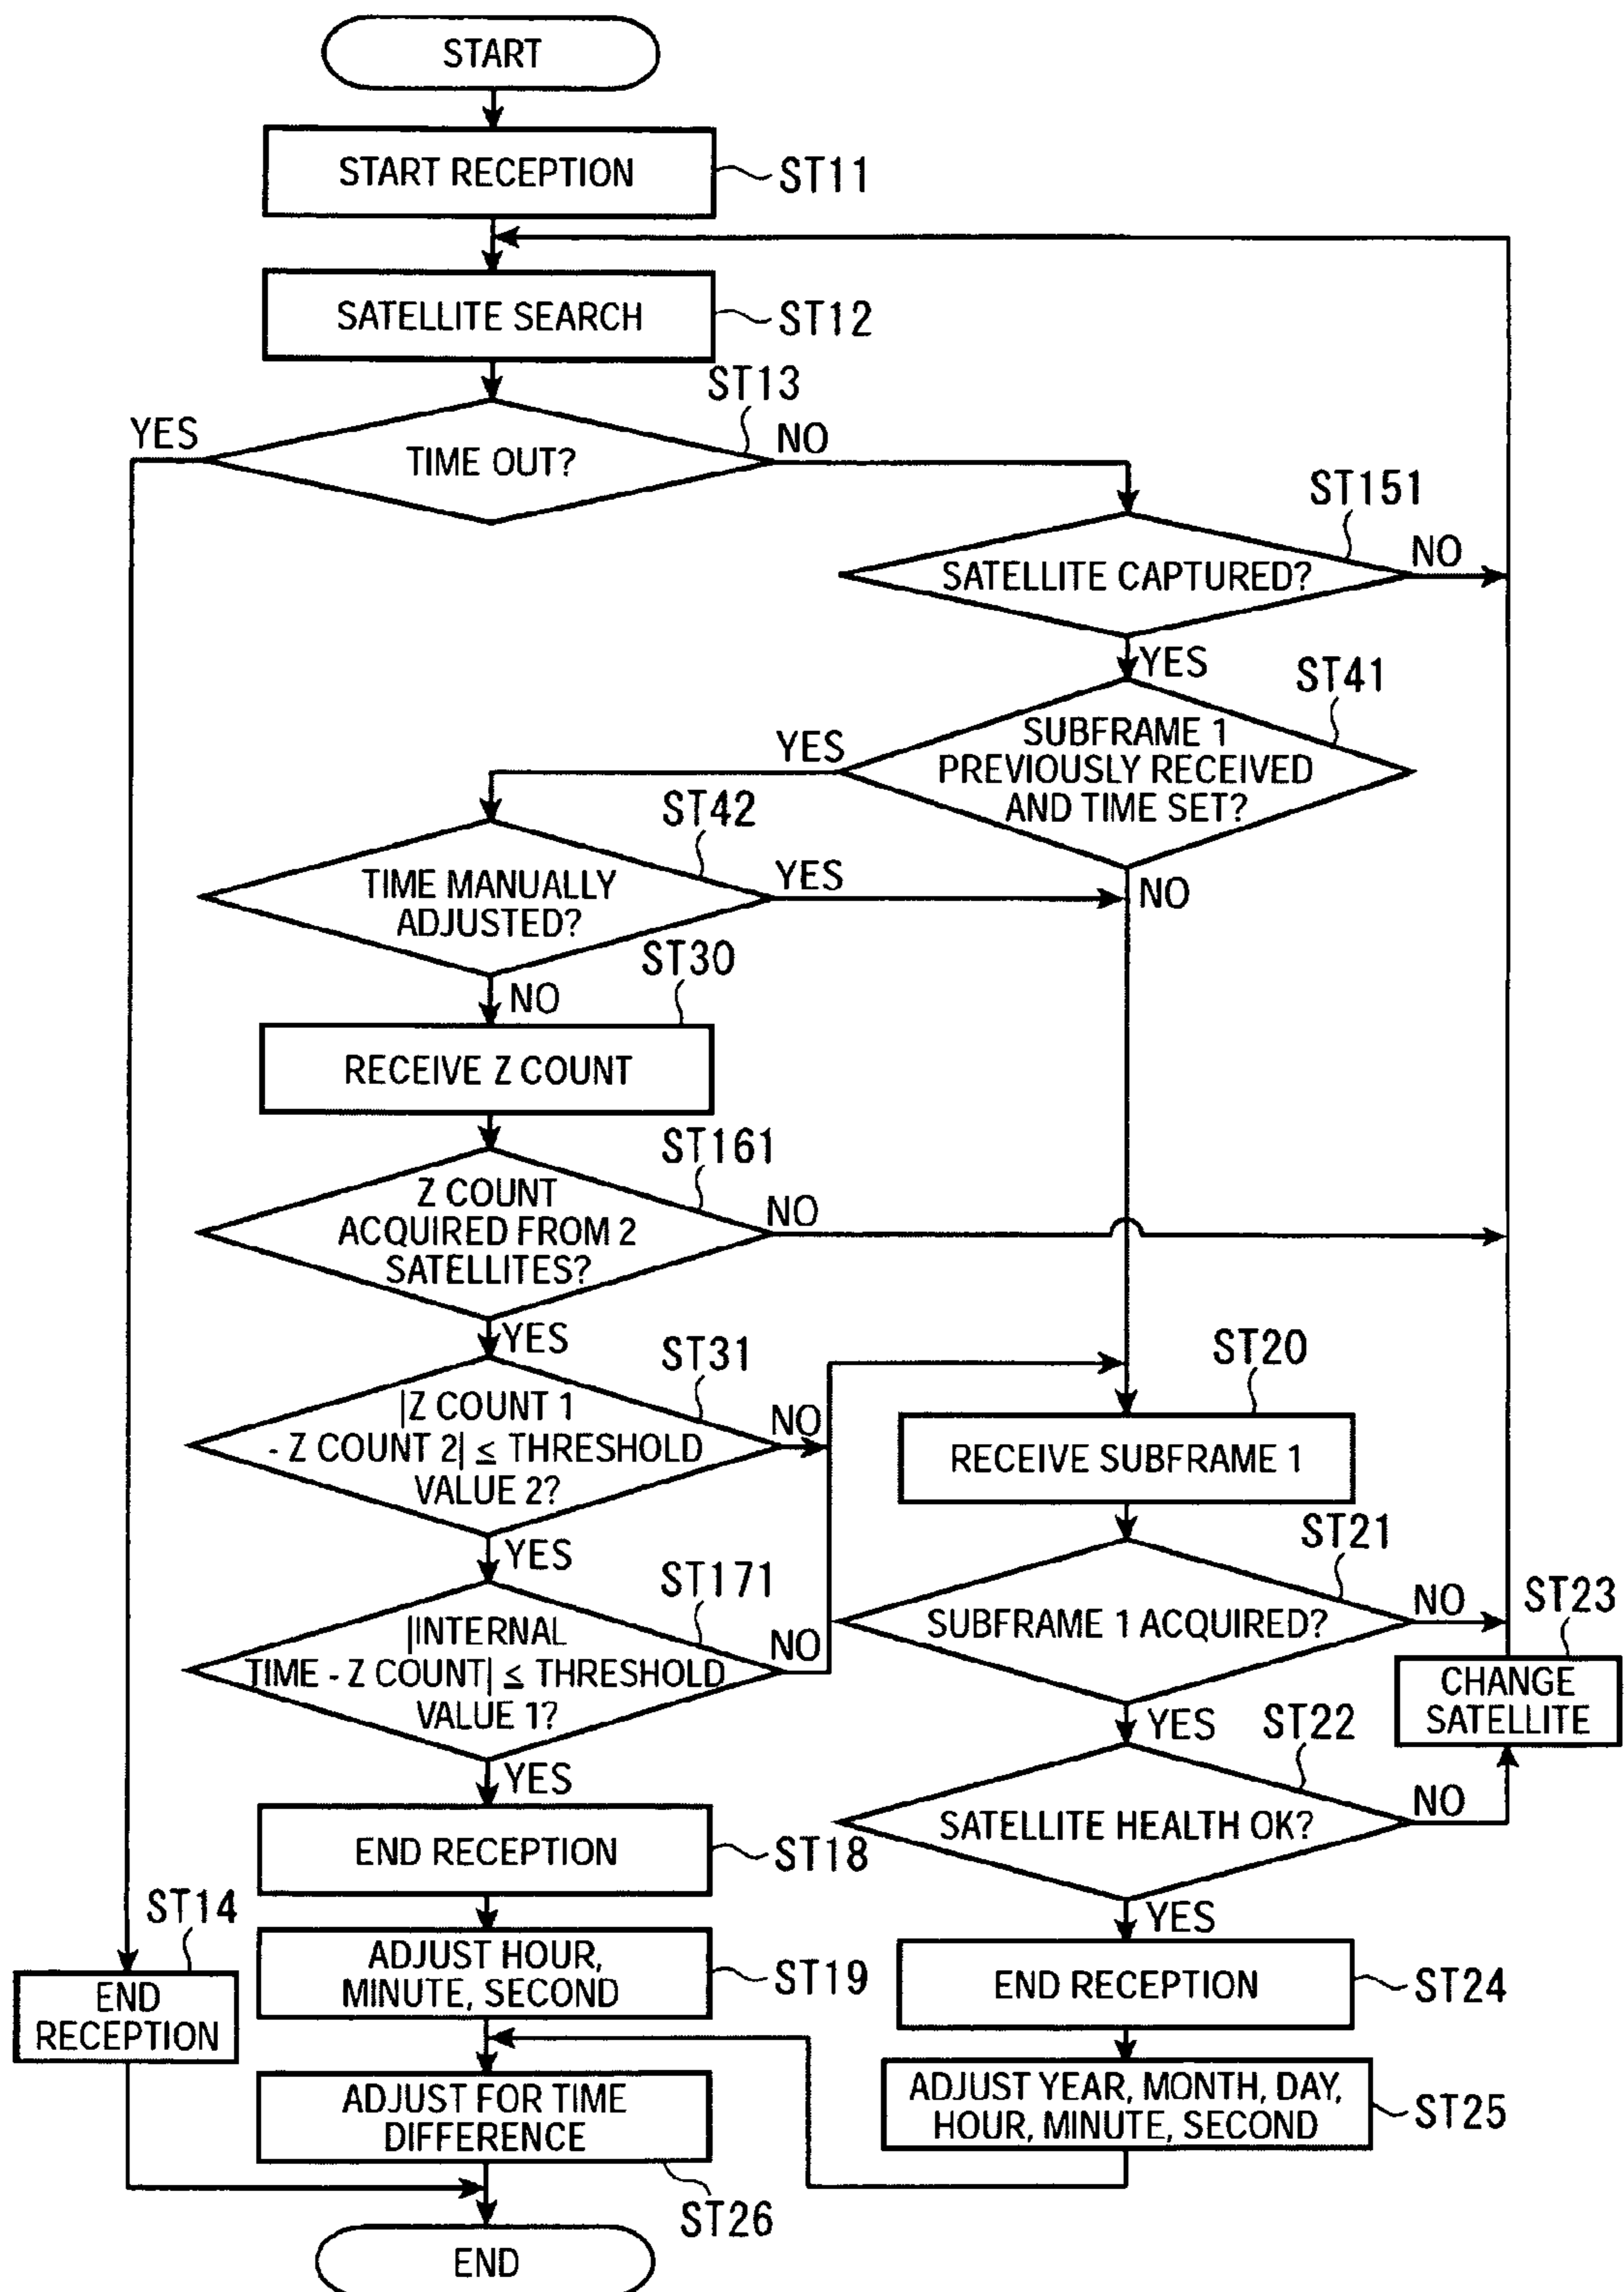 START
START RECEPTION
ST11
SATELLITE SEARCH
ST12
ST13
YES
TIME OUT?
NO
ST151
SATELLITE CAPTURED?
NO
YES
ST41
SUBFRAME 1
PREVIOUSLY RECEIVED
AND TIME SET?
YES
NO
ST42
TIME MANUALLY
ADJUSTED?
YES
NO
ST30
RECEIVE Z COUNT
ST161
Z COUNT
ACQUIRED FROM 2
SATELLITES?
NO
YES
ST31
|Z COUNT 1
- Z COUNT 2| ≤ THRESHOLD
VALUE 2?
NO
YES
ST171
|INTERNAL
TIME - Z COUNT| ≤ THRESHOLD
VALUE 1?
NO
YES
END RECEPTION
ST18
ADJUST HOUR,
MINUTE, SECOND
ST19
ST14
END
RECEPTION
ADJUST FOR TIME
DIFFERENCE
ST26
END
ST20
RECEIVE SUBFRAME 1
ST21
SUBFRAME 1 ACQUIRED?
NO
YES
ST23
CHANGE
SATELLITE
ST22
SATELLITE HEALTH OK?
NO
YES
END RECEPTION
ST24
ADJUST YEAR, MONTH, DAY,
HOUR, MINUTE, SECOND
ST25